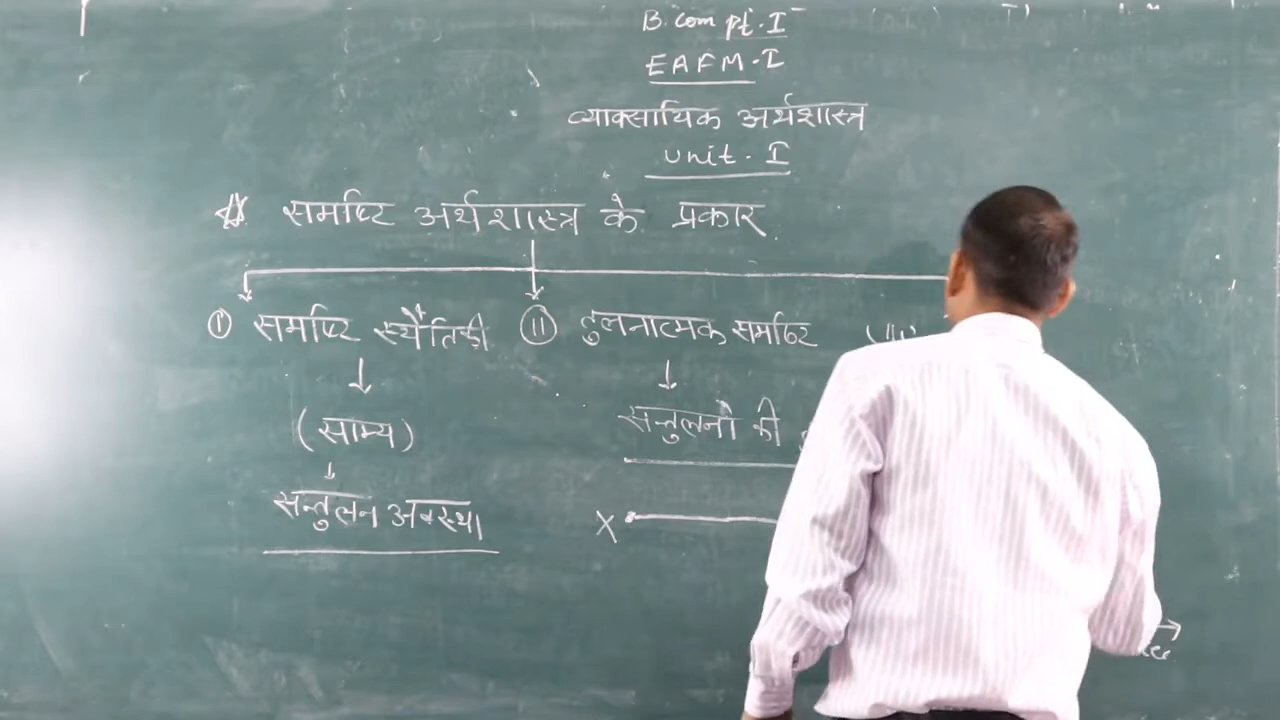 B. com pt. I
EAFM. I
व्यावसायिक अर्थशास्त्र
unit. I
समष्टि अर्थशास्त्र के प्रकार
(I) समष्टि स्थैतिकी (II) तुलनात्मक समष्टि (III)
(साम्य) सन्तुलनो की
सन्तुलन अवस्था X